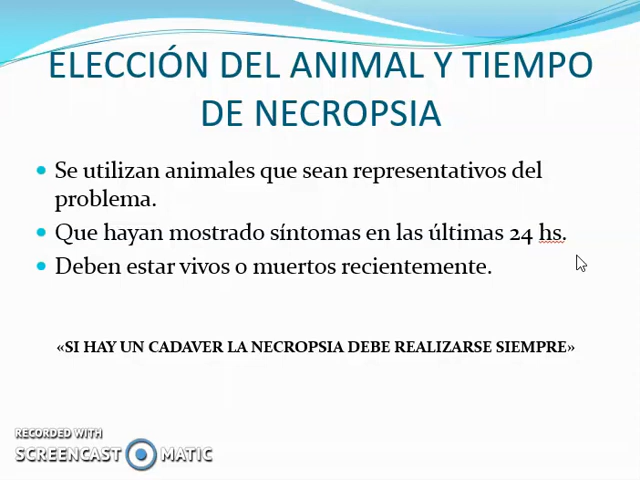 ELECCIÓN DEL ANIMAL Y TIEMPO
DE NECROPSIA
Se utilizan animales que sean representativos del
problema.
Que hayan mostrado síntomas en las últimas 24 hs.
Deben estar vivos o muertos recientemente.
«SI HAY UN CADAVER LA NECROPSIA DEBE REALIZARSE SIEMPRE»
RECORDED WITH
SCREENCAST MATIC